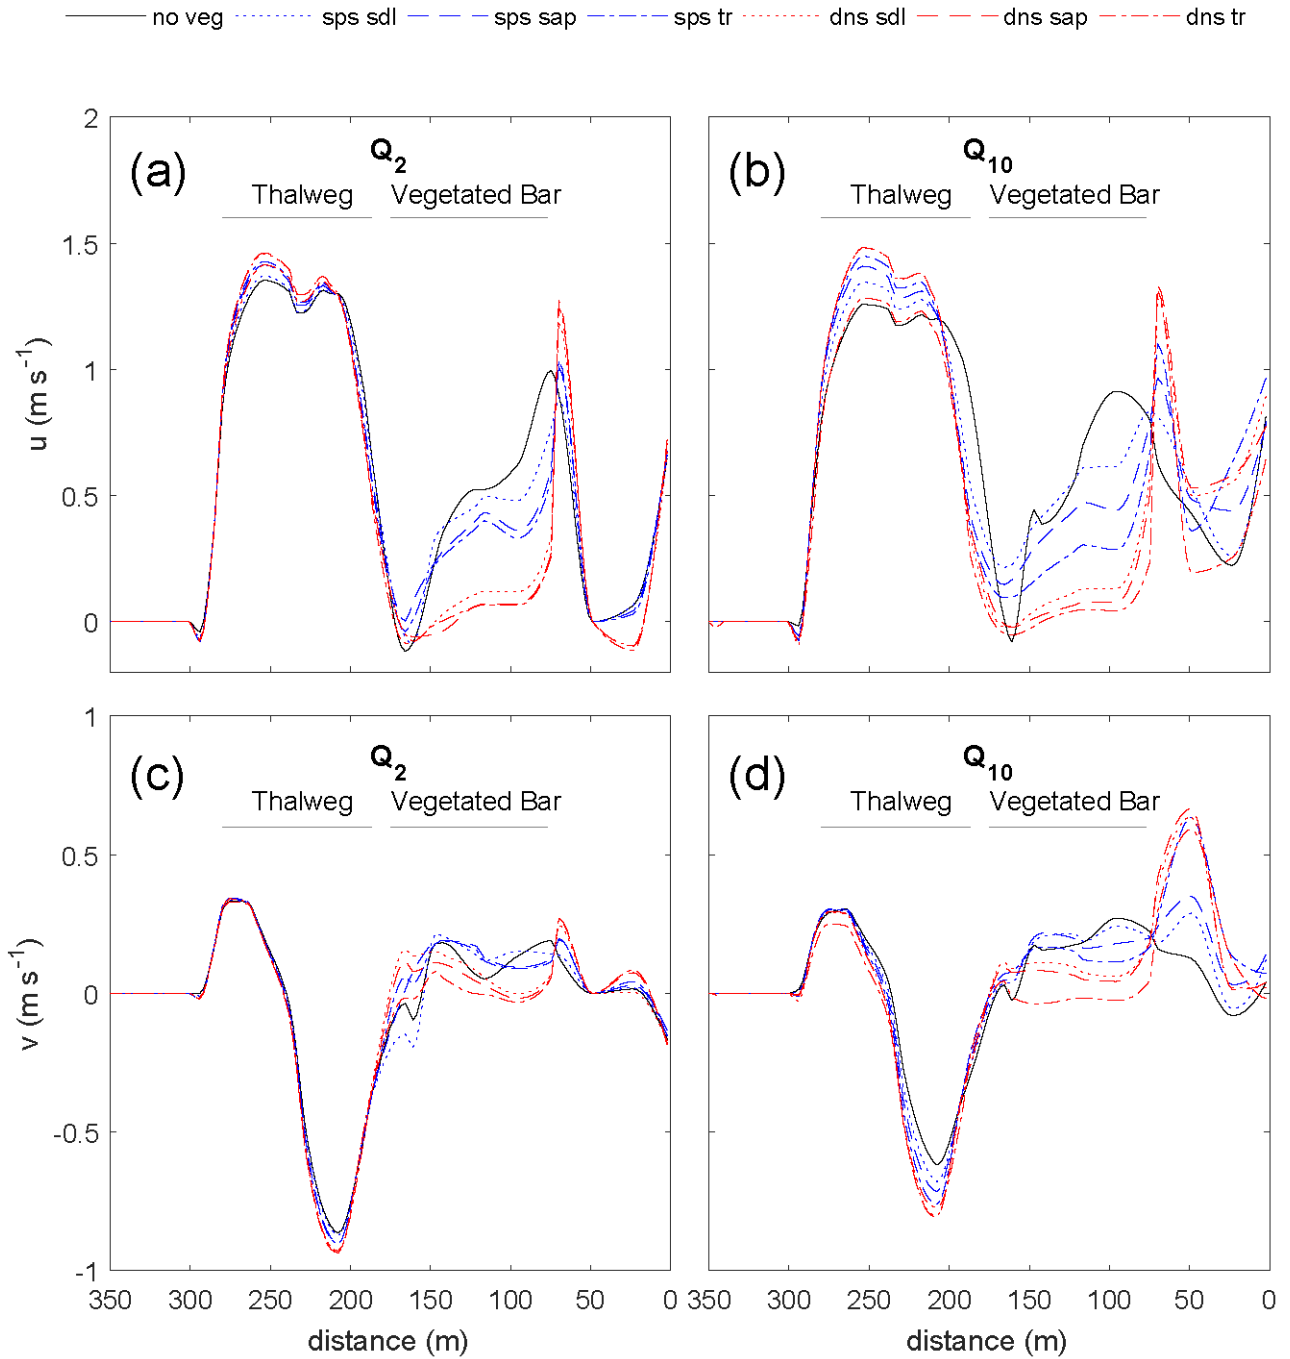 no veg sps sdl sps sap sps tr dns sdl dns sap dns tr
(a) Q2
Thalweg Vegetated Bar
2
1.5
1
0.5
0
u (m s-1)
(b) Q10
Thalweg Vegetated Bar
(c) Q2
Thalweg Vegetated Bar
1
0.5
0
-0.5
-1
v (m s-1)
350 300 250 200 150 100 50 0
distance (m)
(d) Q10
Thalweg Vegetated Bar
350 300 250 200 150 100 50 0
distance (m)